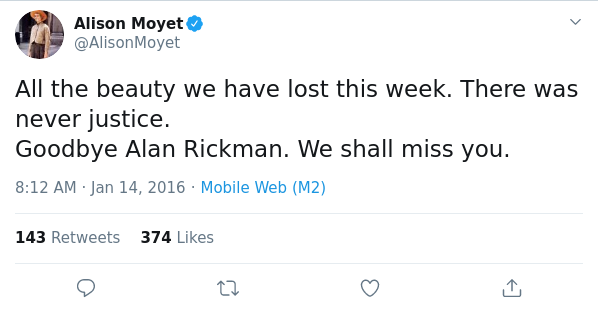 Alison Moyet
@AlisonMoyet
All the beauty we have lost this week. There was
never justice.
Goodbye Alan Rickman. We shall miss you.
8:12 AM · Jan 14, 2016 · Mobile Web (M2)
143 Retweets 374 Likes